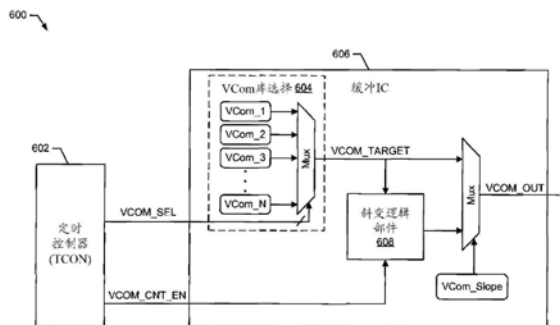 600
606
VCom库选择 604
缓冲IC
VCom_1
VCom_2
VCom_3
VCom_N
Mux
602
定时
控制器
(TCON)
VCOM_SEL
VCOM_CNT_EN
VCOM_TARGET
斜变逻辑
部件
608
Mux
VCOM_OUT
VCom_Slope